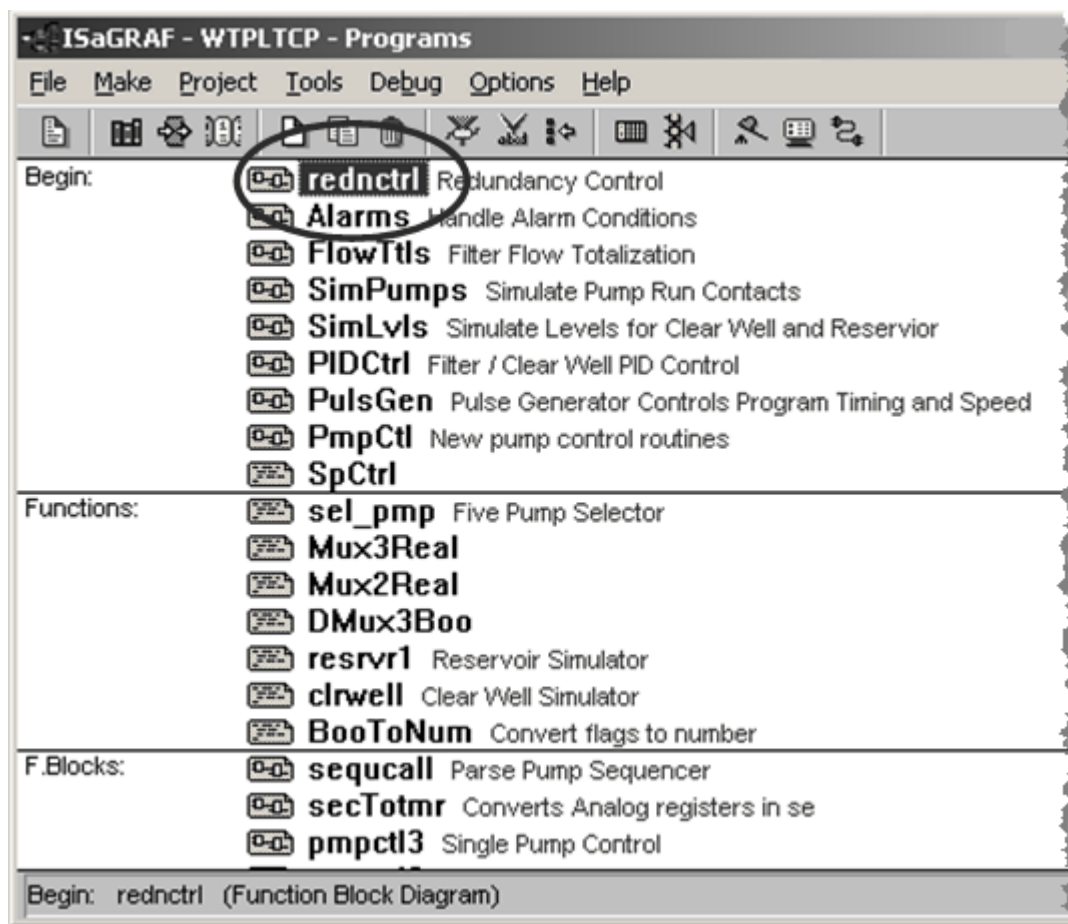 ISaGRAF - WTPLTCP - Programs
File Make Project Tools Debug Options Help
Begin: rednctrl Redundancy Control
Alarms Handle Alarm Conditions
FlowTtls Filter Flow Totalization
SimPumps Simulate Pump Run Contacts
SimLvls Simulate Levels for Clear Well and Reservior
PIDCtrl Filter / Clear Well PID Control
PulsGen Pulse Generator Controls Program Timing and Speed
PmpCtl New pump control routines
SpCtrl
Functions: sel_pmp Five Pump Selector
Mux3Real
Mux2Real
DMux3Boo
resrvr1 Reservoir Simulator
clrwell Clear Well Simulator
BooToNum Convert flags to number
F.Blocks: sequcall Parse Pump Sequencer
secTotmr Converts Analog registers in se
pmpctl3 Single Pump Control
Begin: rednctrl (Function Block Diagram)